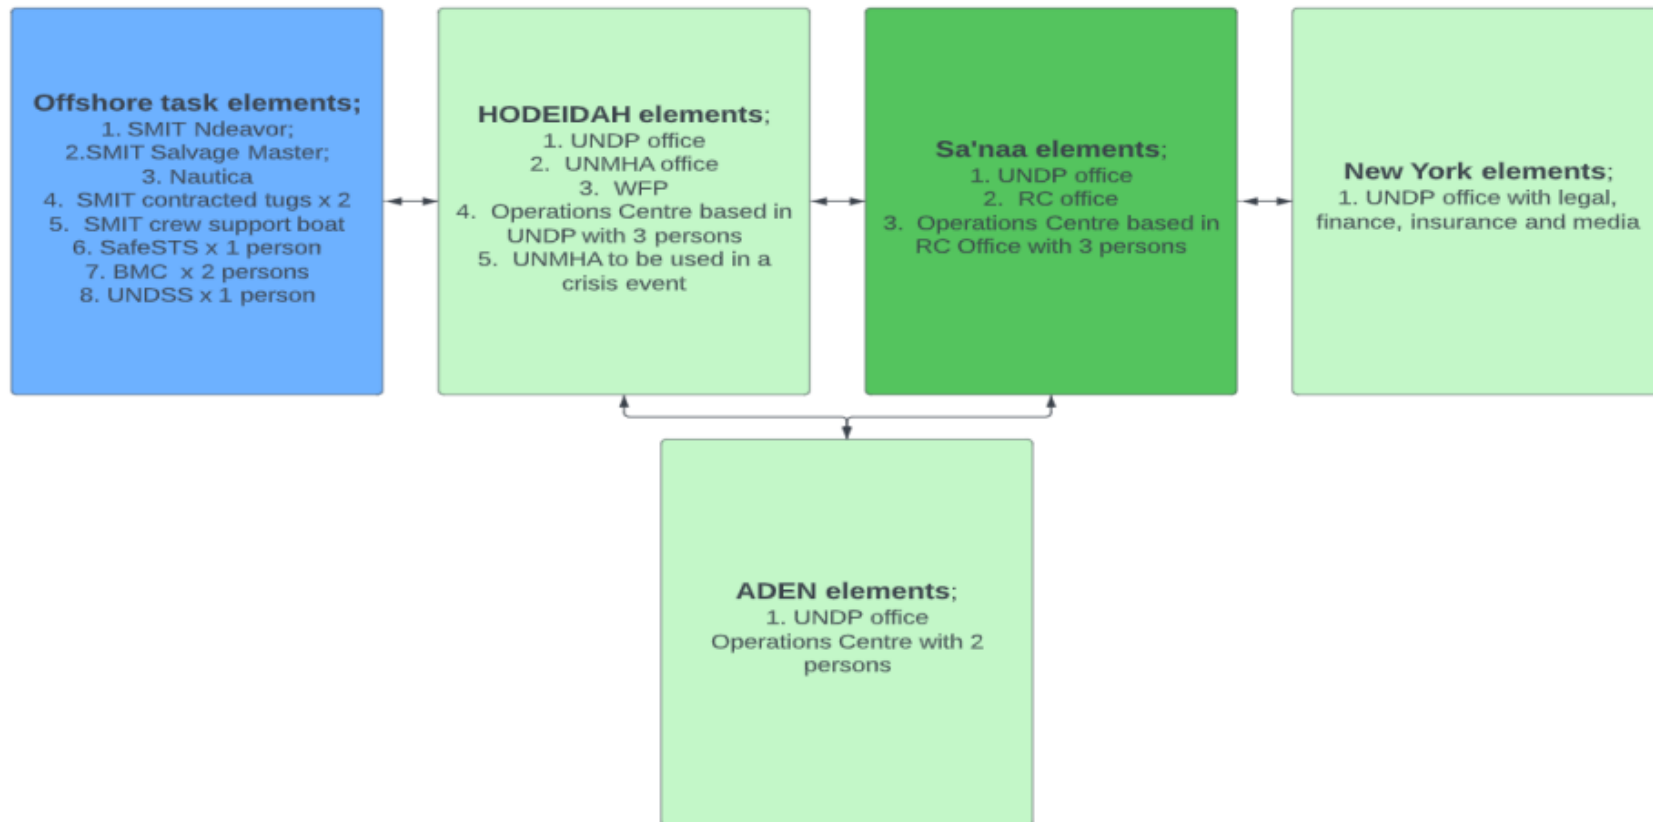 Offshore task elements;
1. SMIT Ndeavor;
2.SMIT Salvage Master;
3. Nautica
4. SMIT contracted tugs x 2
5. SMIT crew support boat
6. SafeSTS x 1 person
7. BMC x 2 persons
8. UNDSS x 1 person
HODEIDAH elements;
1. UNDP office
2. UNMHA office
3. WFP
4. Operations Centre based in
UNDP with 3 persons
5. UNMHA to be used in a
crisis event
Sa'naa elements;
1. UNDP office
2. RC office
3. Operations Centre based in
RC Office with 3 persons
New York elements;
1. UNDP office with legal,
finance, insurance and media
ADEN elements;
1. UNDP office
Operations Centre with 2
persons